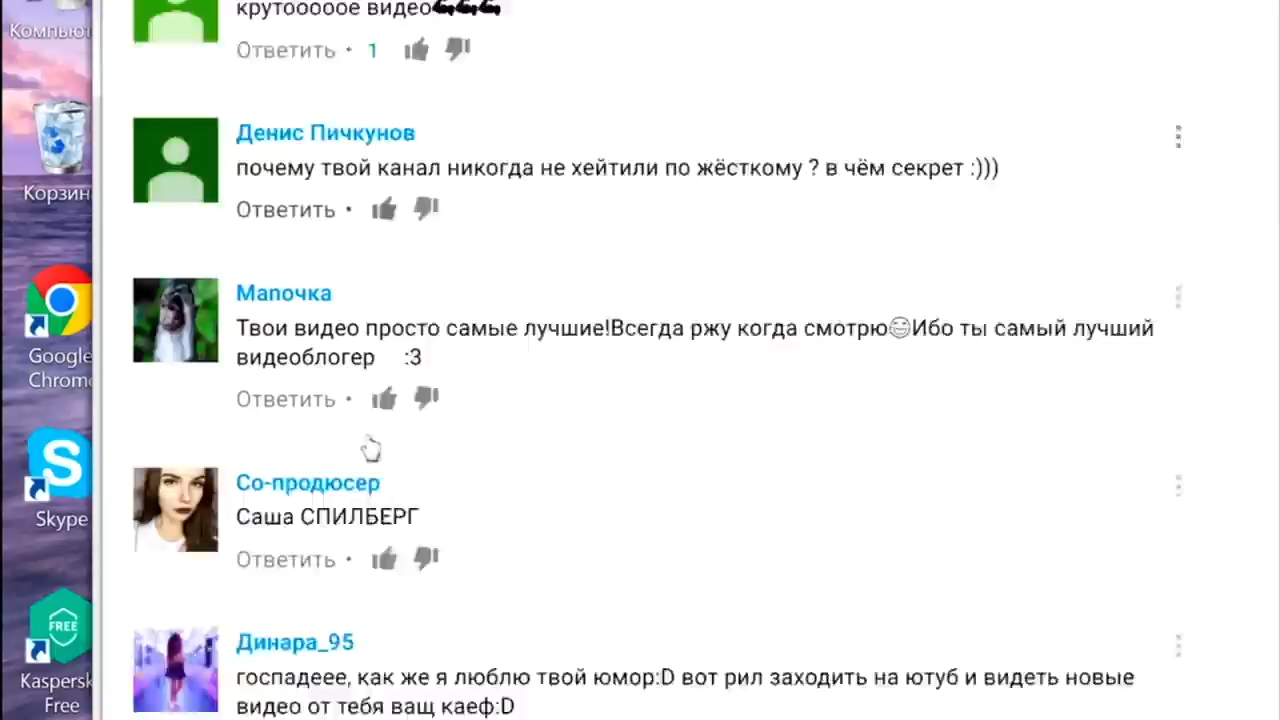 крутооооое видео
Компьют
Ответить • 1
Денис Пичкунов
почему твой канал никогда не хейтили по жёсткому ? в чём секрет :)))
Корзин
Ответить •
Мапочка
Твои видео просто самые лучшие!Всегда ржу когда смотрю😁Ибо ты самый лучший
видеоблогер :3
Google
Chrome
Ответить •
Со-продюсер
Саша СПИЛБЕРГ
Skype
Ответить •
FREE
Динара_95
господеее, как же я люблю твой юмор:D вот рил заходить на ютуб и видеть новые
видео от тебя ващ каеф:D
Kaspersk
Free